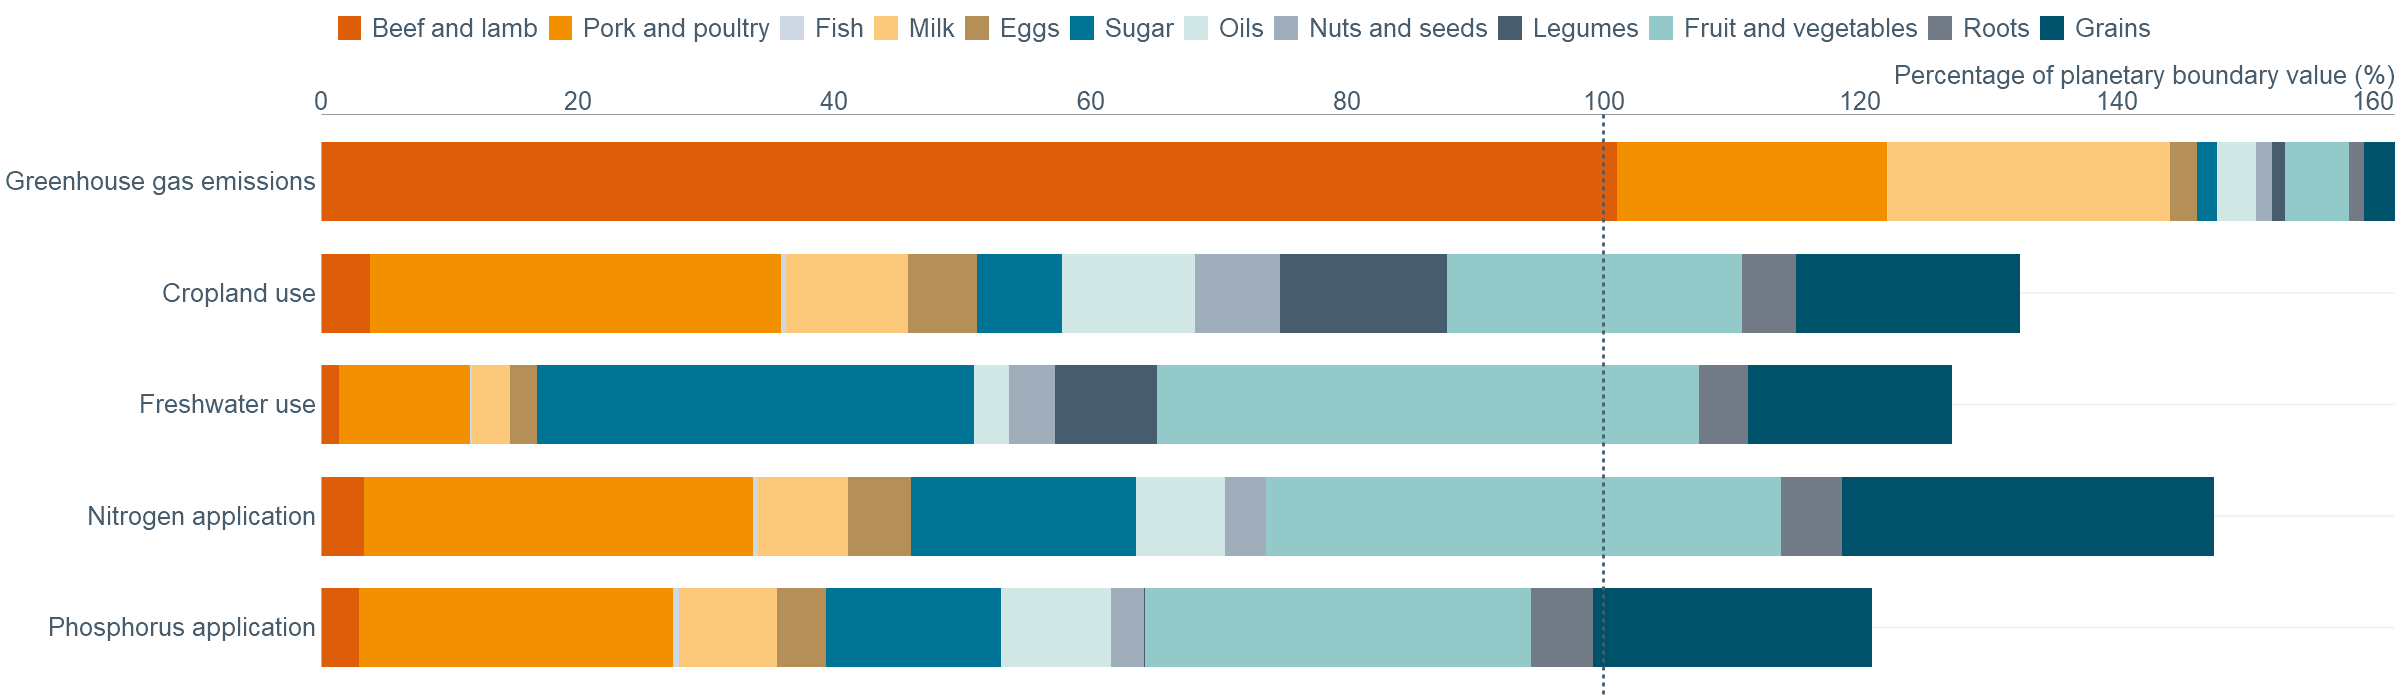 Beef and lamb Pork and poultry Fish Milk Eggs Sugar Oils Nuts and seeds Legumes Fruit and vegetables Roots Grains
Percentage of planetary boundary value (%)
0 20 40 60 80 100 120 140 160
Greenhouse gas emissions
Cropland use
Freshwater use
Nitrogen application
Phosphorus application